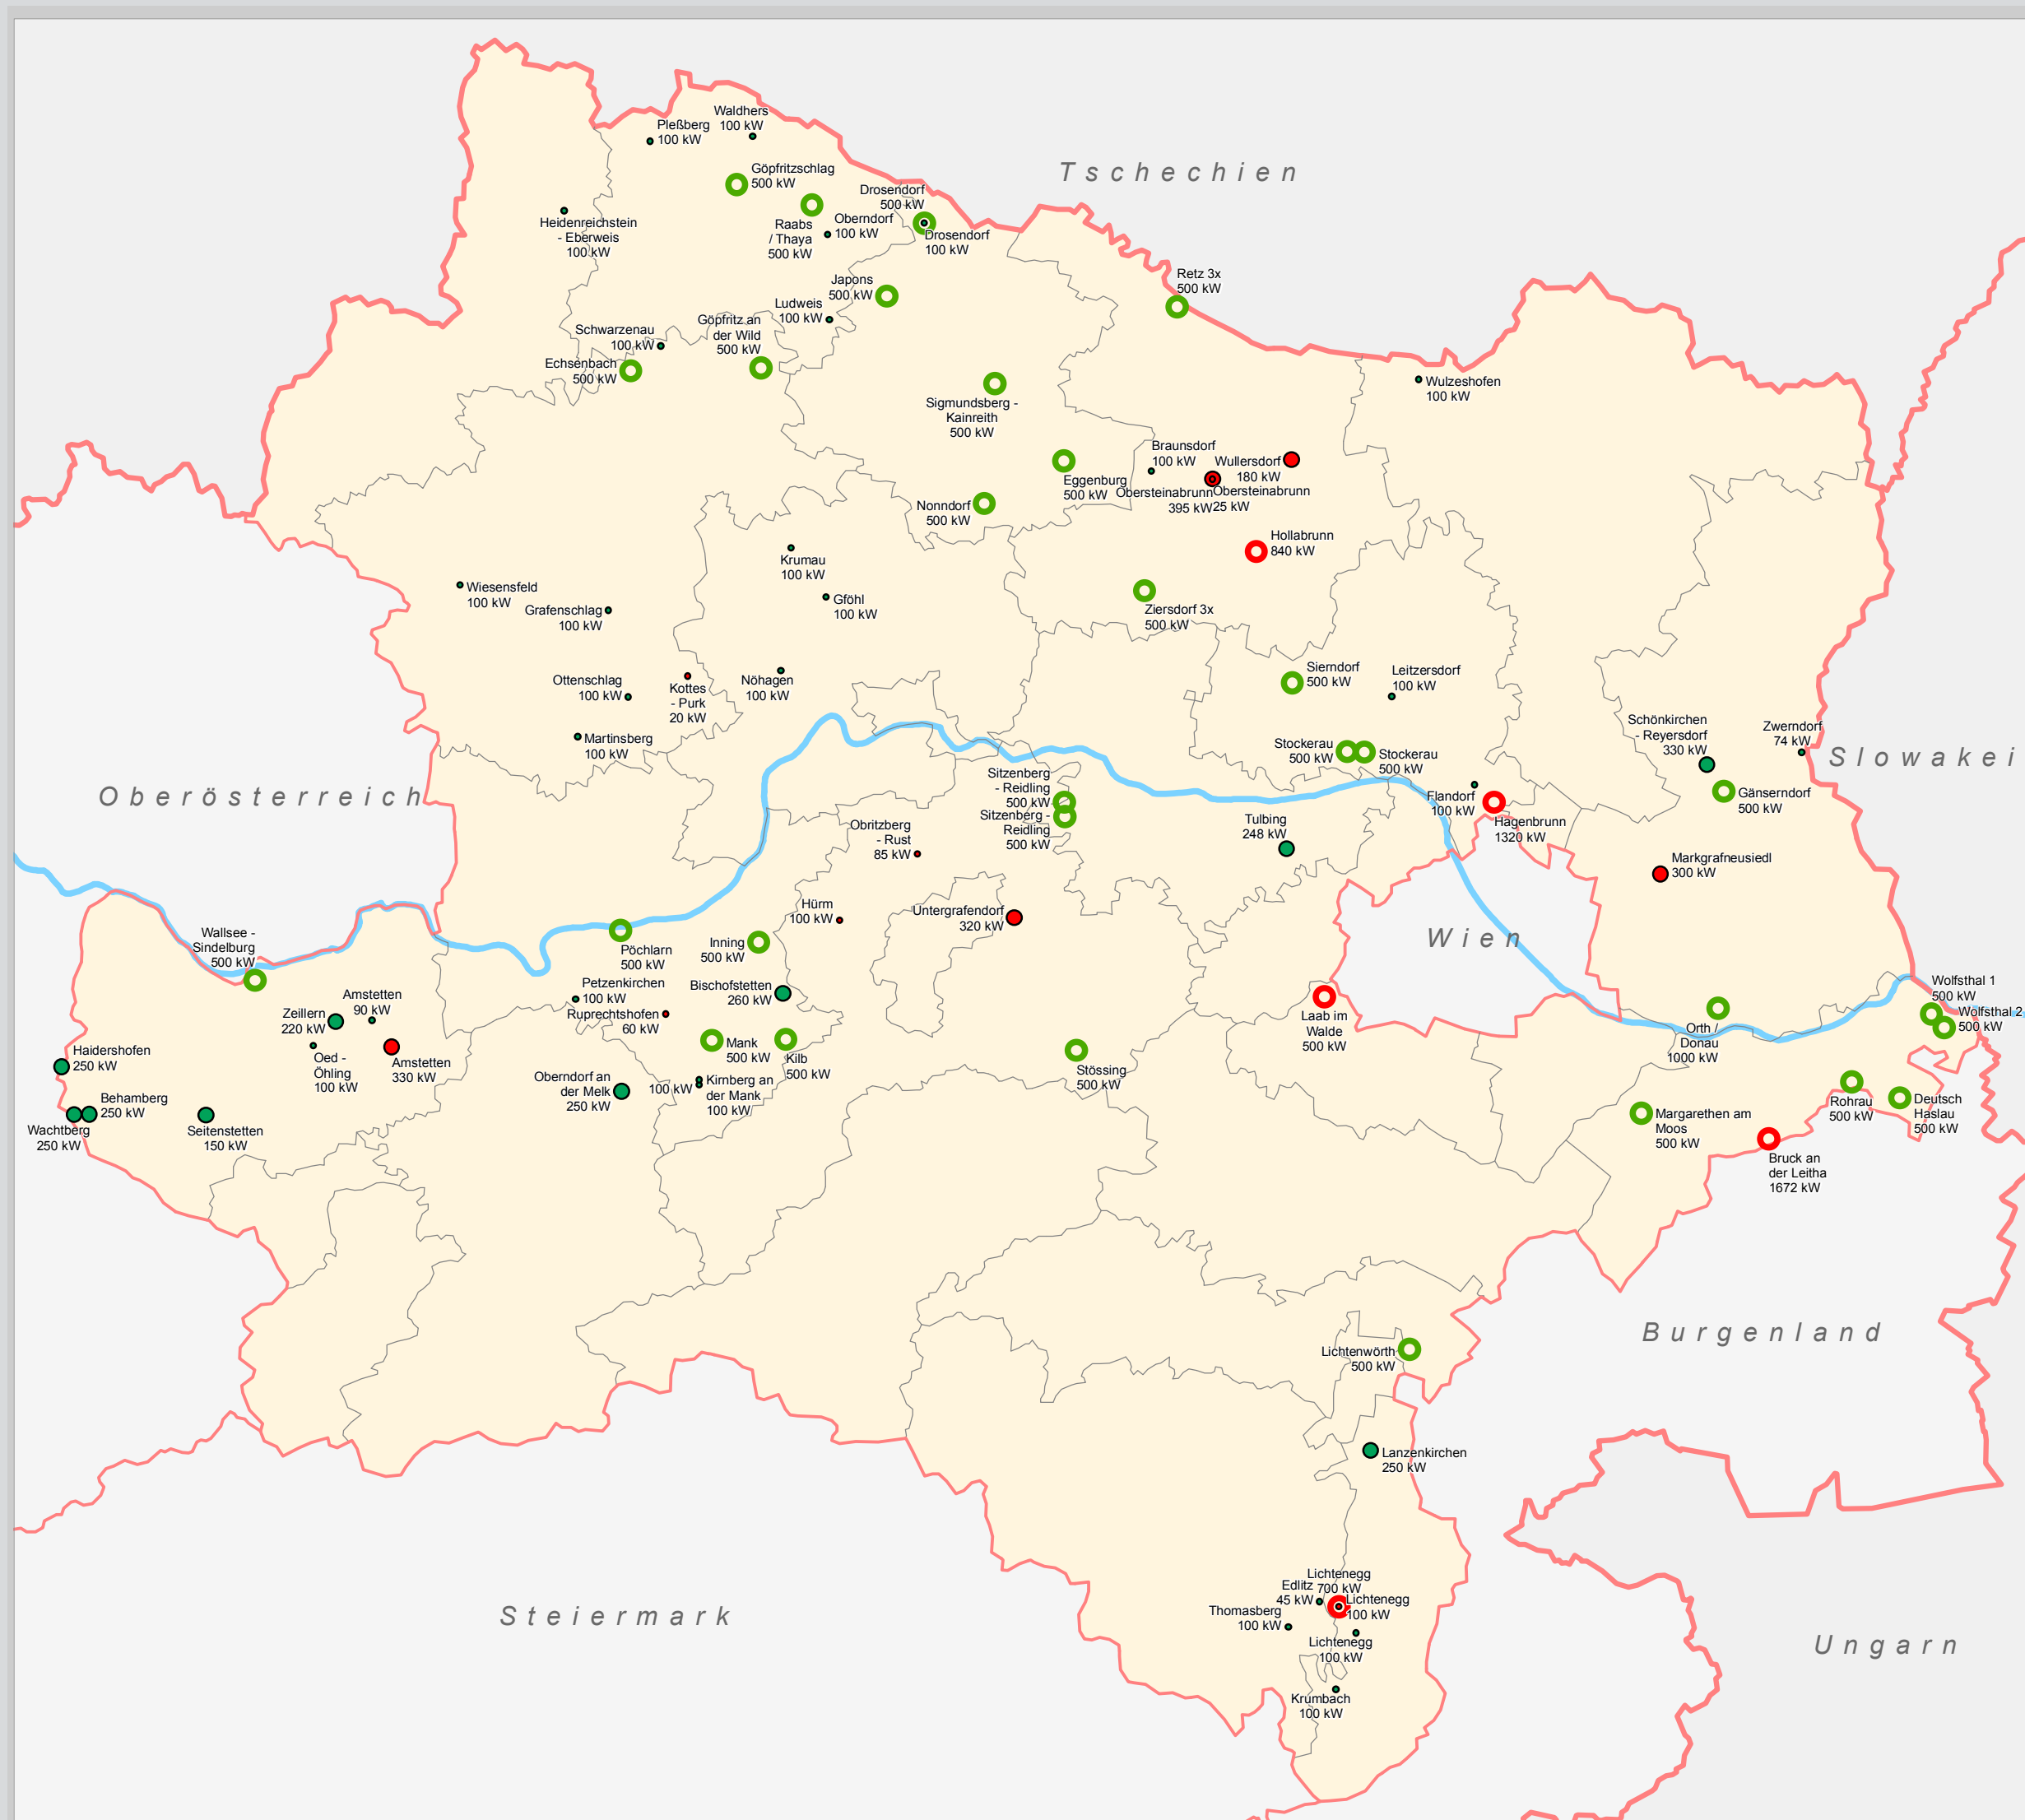 Tschechien
Waldhers
100 kW
Pleßberg
100 kW
Göpfritzschlag
500 kW
Drosendorf
500 kW
Drosendorf
100 kW
Heidenreichstein
- Eberweis
100 kW
Raabs
/ Thaya
500 kW
Oberndorf
100 kW
Japons
500 kW
Retz 3x
500 kW
Ludweis
100 kW
Göpfritz an
der Wild
500 kW
Schwarzenau
100 kW
Echsenbach
500 kW
Sigmundsberg -
Kainreith
500 kW
Wulzeshofen
100 kW
Braunsdorf
100 kW
Wullersdorf
180 kW
Eggenburg
500 kW
Obersteinabrunn
395 kW
Obersteinabrunn
25 kW
Nonndorf
500 kW
Hollabrunn
840 kW
Krumau
100 kW
Wiesensfeld
100 kW
Grafenschlag
100 kW
Gföhl
100 kW
Ziersdorf 3x
500 kW
Sierndorf
500 kW
Leitzersdorf
100 kW
Ottenschlag
100 kW
Kottes
- Purk
20 kW
Nöhagen
100 kW
Martinsberg
100 kW
Schönkirchen
- Reyersdorf
330 kW
Zwerndorf
74 kW
Slowakei
Stockerau
500 kW
Stockerau
500 kW
Oberösterreich
Sitzenberg
- Reidling
500 kW
Sitzenberg -
Reidling
500 kW
Flandorf
100 kW
Gänserndorf
500 kW
Hagenbrunn
1320 kW
Tulbing
248 kW
Obritzberg
- Rust
85 kW
Markgrafneusiedl
300 kW
Hürm
100 kW
Untergrafendorf
320 kW
Wien
Wallsee -
Sindelburg
500 kW
Pöchlarn
500 kW
Inning
500 kW
Petzenkirchen
100 kW
Bischofstetten
260 kW
Wolfsthal 1
500 kW
Wolfsthal 2
500 kW
Amstetten
90 kW
Zeillern
220 kW
Ruprechtshofen
60 kW
Laab im
Walde
500 kW
Orth /
Donau
1000 kW
Haidershofen
250 kW
Oed -
Öhling
100 kW
Amstetten
330 kW
Mank
500 kW
Kilb
500 kW
Stössing
500 kW
Oberndorf an
der Melk
250 kW
100 kW
Kirnberg an
der Mank
100 kW
Behamberg
250 kW
Wachtberg
250 kW
Seitenstetten
150 kW
Rohrau
500 kW
Deutsch
Haslau
500 kW
Margarethen am
Moos
500 kW
Bruck an
der Leitha
1672 kW
Burgenland
Lichtenwörth
500 kW
Lanzenkirchen
250 kW
Steiermark
Lichtenegg
700 kW
Edlitz
45 kW
Lichtenegg
100 kW
Thomasberg
100 kW
Lichtenegg
100 kW
Ungarn
Krumbach
100 kW